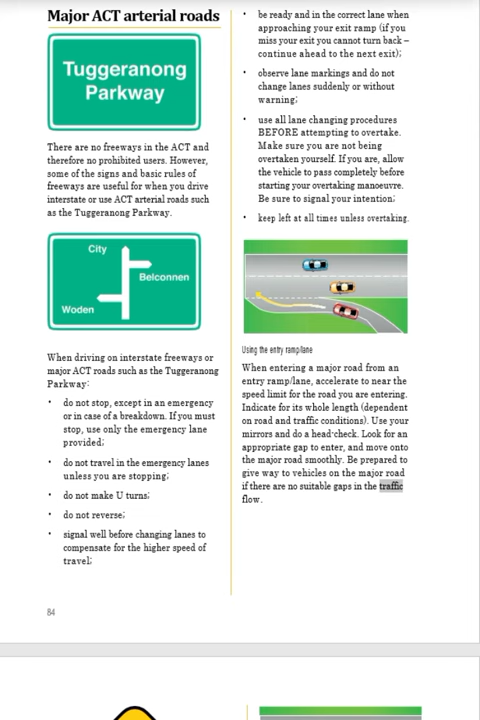 Major ACT arterial roads
Tuggeranong
Parkway
There are no freeways in the ACT and
therefore no prohibited users. However,
some of the signs and basic rules of
freeways are useful for when you drive
interstate or use ACT arterial roads such
as the Tuggeranong Parkway.
City
Belconnen
Woden
When driving on interstate freeways or
major ACT roads such as the Tuggeranong
Parkway:
• do not stop, except in an emergency
or in case of a breakdown. If you must
stop, use only the emergency lane
provided;
• do not travel in the emergency lanes
unless you are stopping;
• do not make U turns;
• do not reverse;
• signal well before changing lanes to
compensate for the higher speed of
travel;
• be ready and in the correct lane when
approaching your exit ramp (if you
miss your exit you cannot turn back –
continue ahead to the next exit);
• observe lane markings and do not
change lanes suddenly or without
warning;
• use all lane changing procedures
BEFORE attempting to overtake.
Make sure you are not being
overtaken yourself. If you are, allow
the vehicle to pass completely before
starting your overtaking manoeuvre.
Be sure to signal your intention;
• keep left at all times unless overtaking.
Using the entry ramp/lane
When entering a major road from an
entry ramp/lane, accelerate to near the
speed limit for the road you are entering.
Indicate for its whole length (dependent
on road and traffic conditions). Use your
mirrors and do a head-check. Look for an
appropriate gap to enter, and move onto
the major road smoothly. Be prepared to
give way to vehicles on the major road
if there are no suitable gaps in the traffic
flow.
84